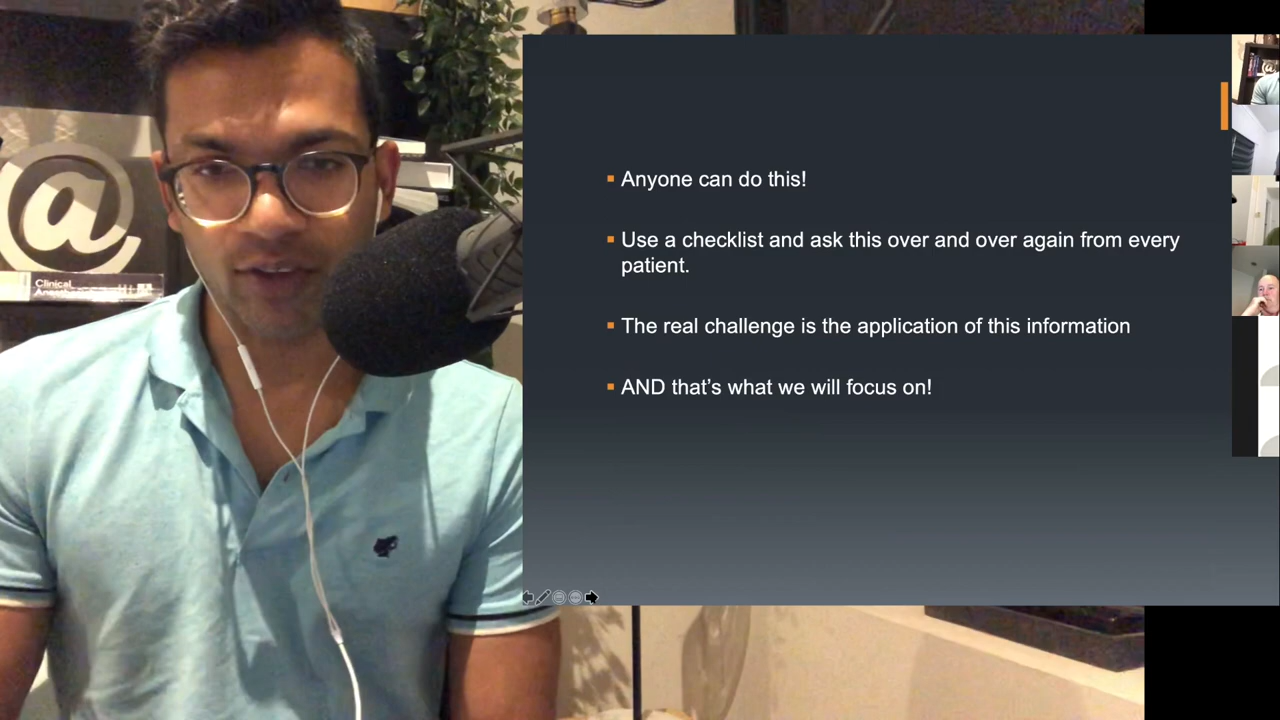 @
Clinical
Anyone can do this!
Use a checklist and ask this over and over again from every
patient.
The real challenge is the application of this information
AND that’s what we will focus on!